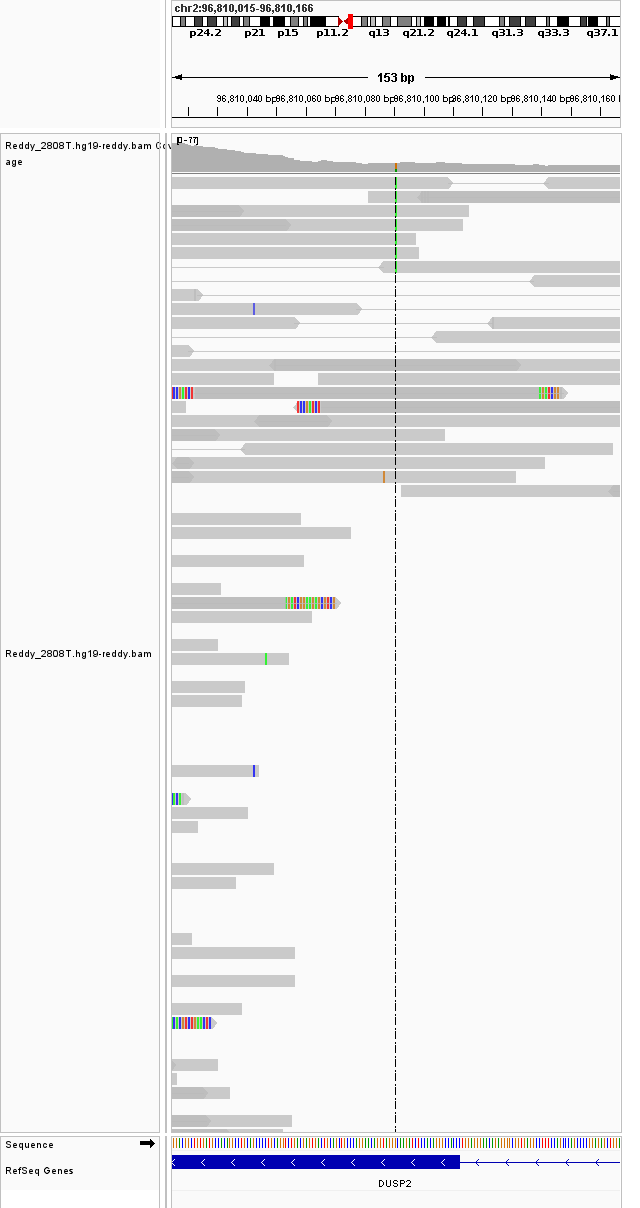 chr2:96,810,015-96,810,166
p24.2 p21 p15 p11.2 q13 q21.2 q24.1 q31.3 q33.3 q37.1
153 bp
96,810,040 bp 96,810,060 bp 96,810,080 bp 96,810,100 bp 96,810,120 bp 96,810,140 bp 96,810,160
Reddy_2808T.hg19-reddy.bam Cov
age
[0 - 77]
Reddy_2808T.hg19-reddy.bam
Sequence
RefSeq Genes
DUSP2